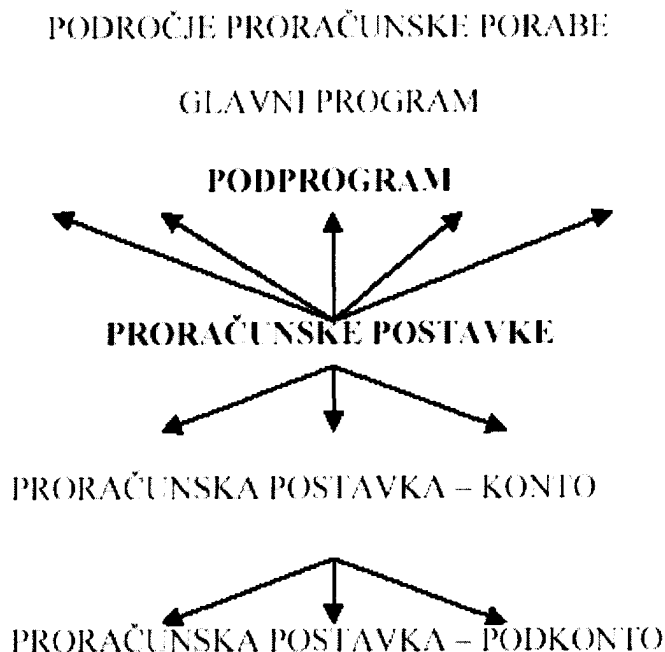 PODROČJE PRORAČUNSKE PORABE
GLAVNI PROGRAM
PODPROGRAM
PRORAČUNSKE POSTAVKE
PRORAČUNSKA POSTAVKA – KONTO
PRORAČUNSKA POSTAVKA – PODKONTO